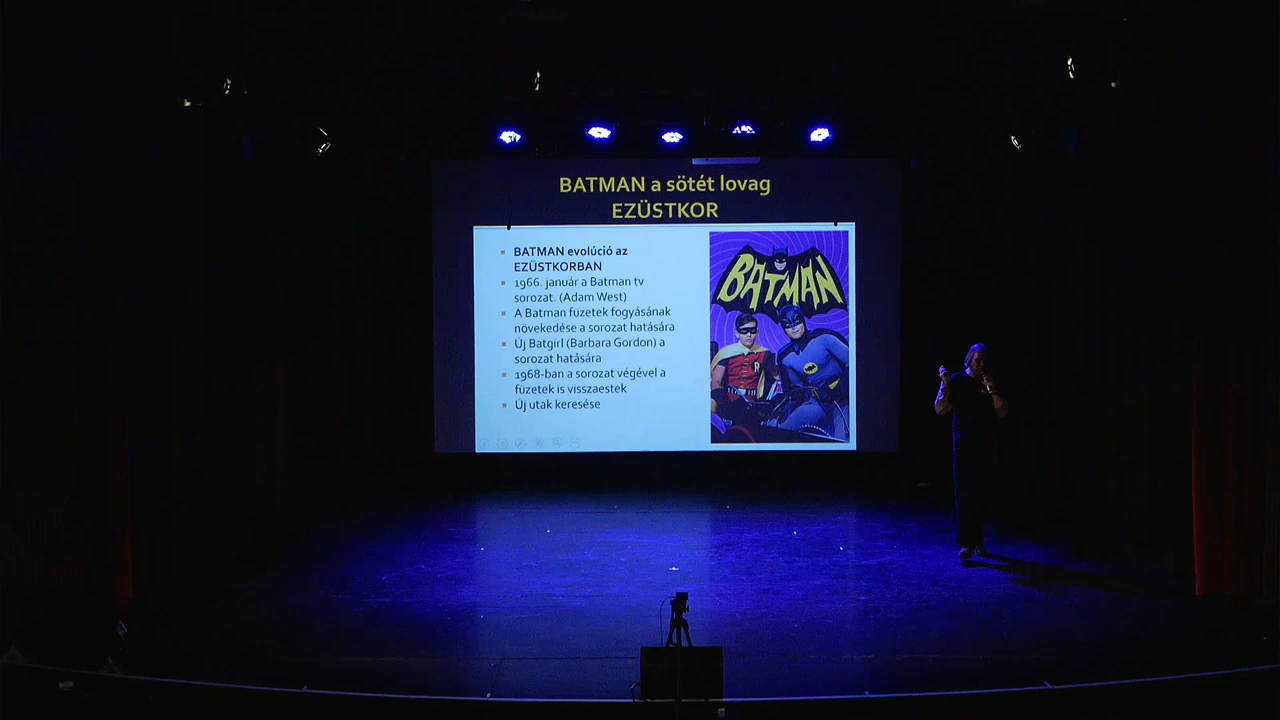 BATMAN a sötét lovag
EZÜSTKOR
BATMAN evolúció az
EZÜSTKORBAN
1966. január a Batman tv
sorozat. (Adam West)
A Batman füzetek fogyásának
növekedése a sorozat hatására
Új Batgirl (Barbara Gordon) a
sorozat hatására
1968-ban a sorozat végével a
füzetek is visszaestek
Új utak keresése
BATMAN
R